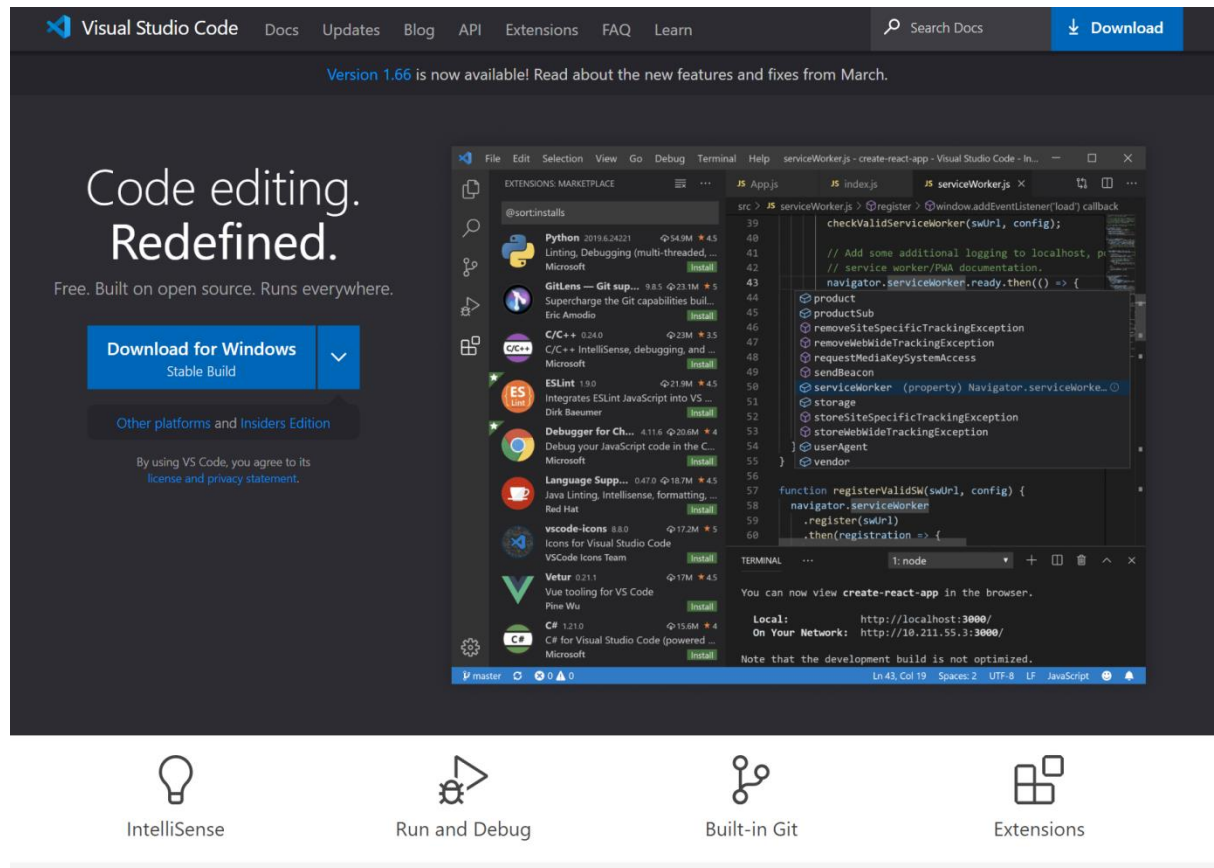 Visual Studio Code Docs Updates Blog API Extensions FAQ Learn Search Docs Download
Version 1.66 is now available! Read about the new features and fixes from March.
Code editing.
Redefined.
Free. Built on open source. Runs everywhere.
Download for Windows
Stable Build
Other platforms and Insiders Edition
By using VS Code, you agree to its
license and privacy statement.
File Edit Selection View Go Debug Terminal Help serviceWorker.js - create-react-app - Visual Studio Code - In...
EXTENSIONS: MARKETPLACE
@sort:installs
Python 2019.6.24221 54.9M ★ 4.5
Linting, Debugging (multi-threaded, ...
Microsoft Install
GitLens — Git sup... 9.8.5 23.1M ★ 5
Supercharge the Git capabilities buil...
Eric Amodio Install
C/C++ 0.24.0 23M ★ 3.5
C/C++ IntelliSense, debugging, and ...
Microsoft Install
ESLint 1.9.0 21.9M ★ 4.5
Integrates ESLint JavaScript into VS ...
Dirk Baeumer Install
Debugger for Ch... 4.11.6 20.6M ★ 4
Debug your JavaScript code in the C...
Microsoft Install
Language Supp... 0.47.0 18.7M ★ 4.5
Java Linting, Intellisense, formatting, ...
Red Hat Install
vscode-icons 8.8.0 17.2M ★ 5
Icons for Visual Studio Code
VSCode Icons Team Install
Vetur 0.21.1 17M ★ 4.5
Vue tooling for VS Code
Pine Wu Install
C# 1.21.0 15.6M ★ 4
C# for Visual Studio Code (powered ...
Microsoft Install
C/C++
ES
Lint
C#
JS App.js JS index.js JS serviceWorker.js ×
src > JS serviceWorker.js > register > window.addEventListener('load') callback
39 checkValidServiceWorker(swUrl, config);
40
41 // Add some additional logging to localhost, p
42 // service worker/PWA documentation.
43 navigator.serviceWorker.ready.then(() => {
44 product
45 productSub
46 removeSiteSpecificTrackingException
47 removeWebWideTrackingException
48 requestMediaKeySystemAccess
49 sendBeacon
50 serviceWorker (property) Navigator.serviceWorke...
51 storage
52 storeSiteSpecificTrackingException
53 storeWebWideTrackingException
54 } userAgent
55 } vendor
56
57 function registerValidSW(swUrl, config) {
58 navigator.serviceWorker
59 .register(swUrl)
60 .then(registration => {
TERMINAL ... 1: node
You can now view create-react-app in the browser.
Local: http://localhost:3000/
On Your Network: http://10.211.55.3:3000/
Note that the development build is not optimized.
master 0 0 Ln 43, Col 19 Spaces: 2 UTF-8 LF JavaScript
IntelliSense Run and Debug Built-in Git Extensions